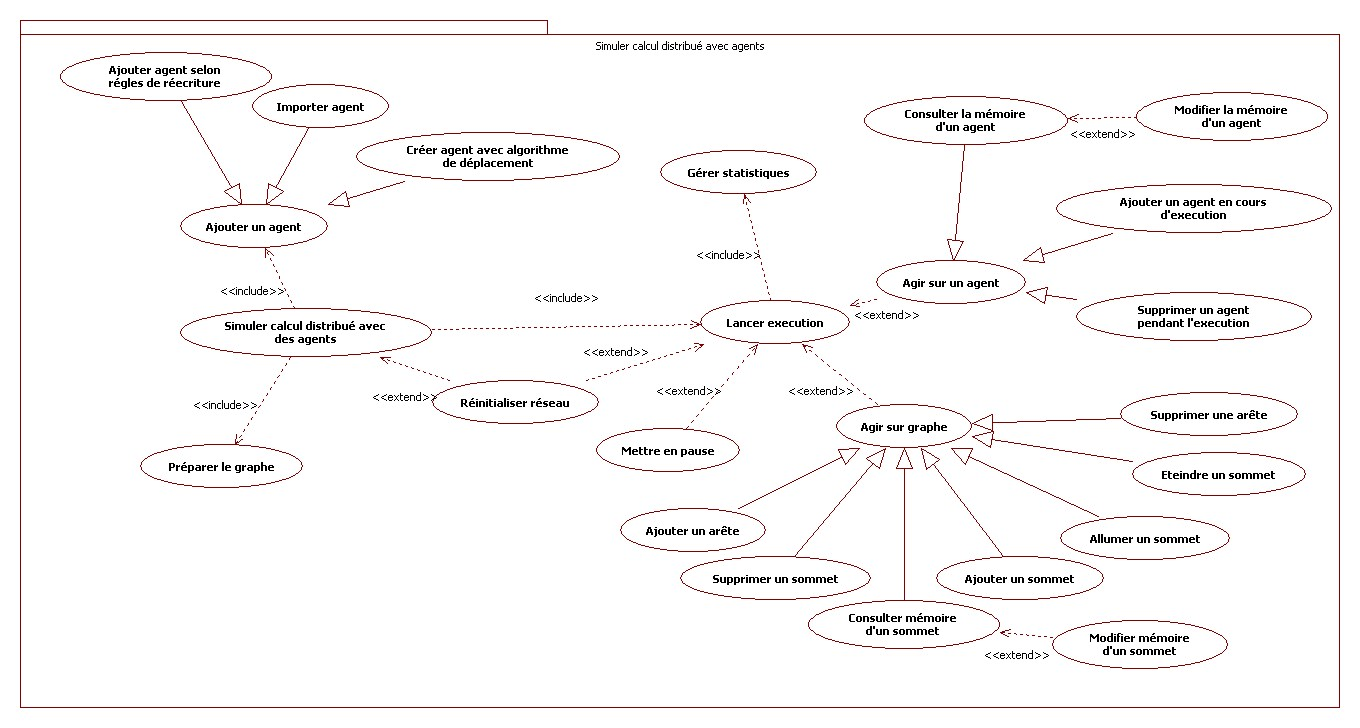 Simuler calcul distribué avec agents
Ajouter agent selon
régles de réecriture
Importer agent
Créer agent avec algorithme
de déplacement
Ajouter un agent
<<include>>
Simuler calcul distribué avec
des agents
<<include>>
Préparer le graphe
<<include>>
<<extend>>
Réinitialiser réseau
<<extend>>
Gérer statistiques
<<include>>
Lancer execution
<<extend>>
Mettre en pause
<<extend>>
Consulter la mémoire
d'un agent
<<extend>>
Modifier la mémoire
d'un agent
Ajouter un agent en cours
d'execution
Agir sur un agent
<<extend>>
Supprimer un agent
pendant l'execution
Agir sur graphe
Supprimer une arête
Eteindre un sommet
Allumer un sommet
Ajouter un arête
Supprimer un sommet
Ajouter un sommet
Consulter mémoire
d'un sommet
<<extend>>
Modifier mémoire
d'un sommet